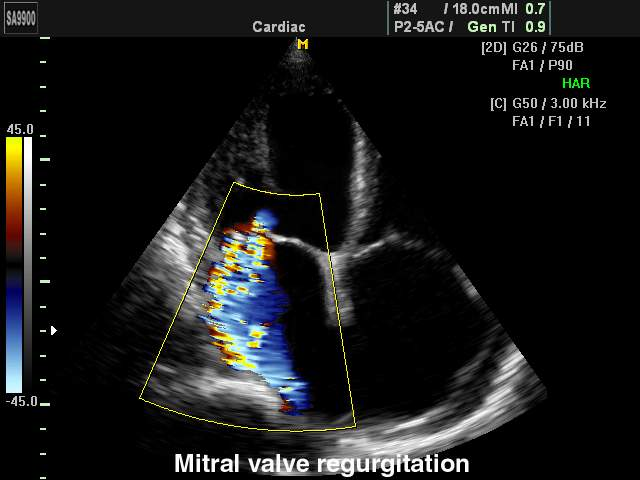 SA9900
Cardiac
#34 / 18.0cm MI 0.7
P2-5AC / Gen TI 0.9
[2D] G26 / 75dB
FA1 / P90
HAR
[C] G50 / 3.00 kHz
FA1 / F1 / 11
M
45.0
-45.0
Mitral valve regurgitation